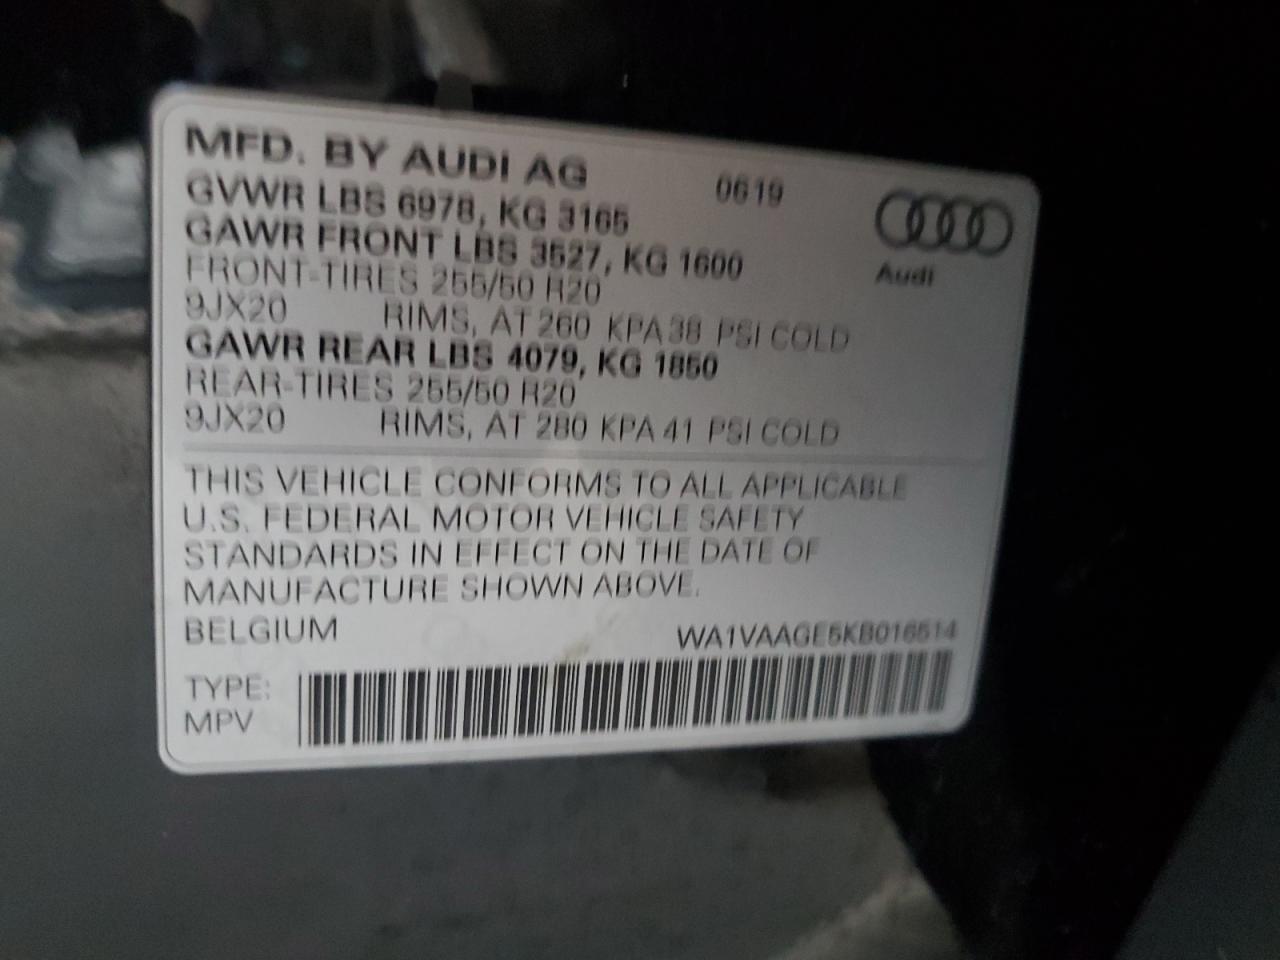 MFD. BY AUDI AG 0619
GVWR LBS 6978, KG 3165
GAWR FRONT LBS 3527, KG 1600
Audi
FRONT-TIRES 255/50 R20
9JX20 RIMS, AT 260 KPA 38 PSI COLD
GAWR REAR LBS 4079, KG 1850
REAR-TIRES 255/50 R20
9JX20 RIMS, AT 280 KPA 41 PSI COLD
THIS VEHICLE CONFORMS TO ALL APPLICABLE
U.S. FEDERAL MOTOR VEHICLE SAFETY
STANDARDS IN EFFECT ON THE DATE OF
MANUFACTURE SHOWN ABOVE.
BELGIUM WA1VAAGE5KB016514
TYPE:
MPV